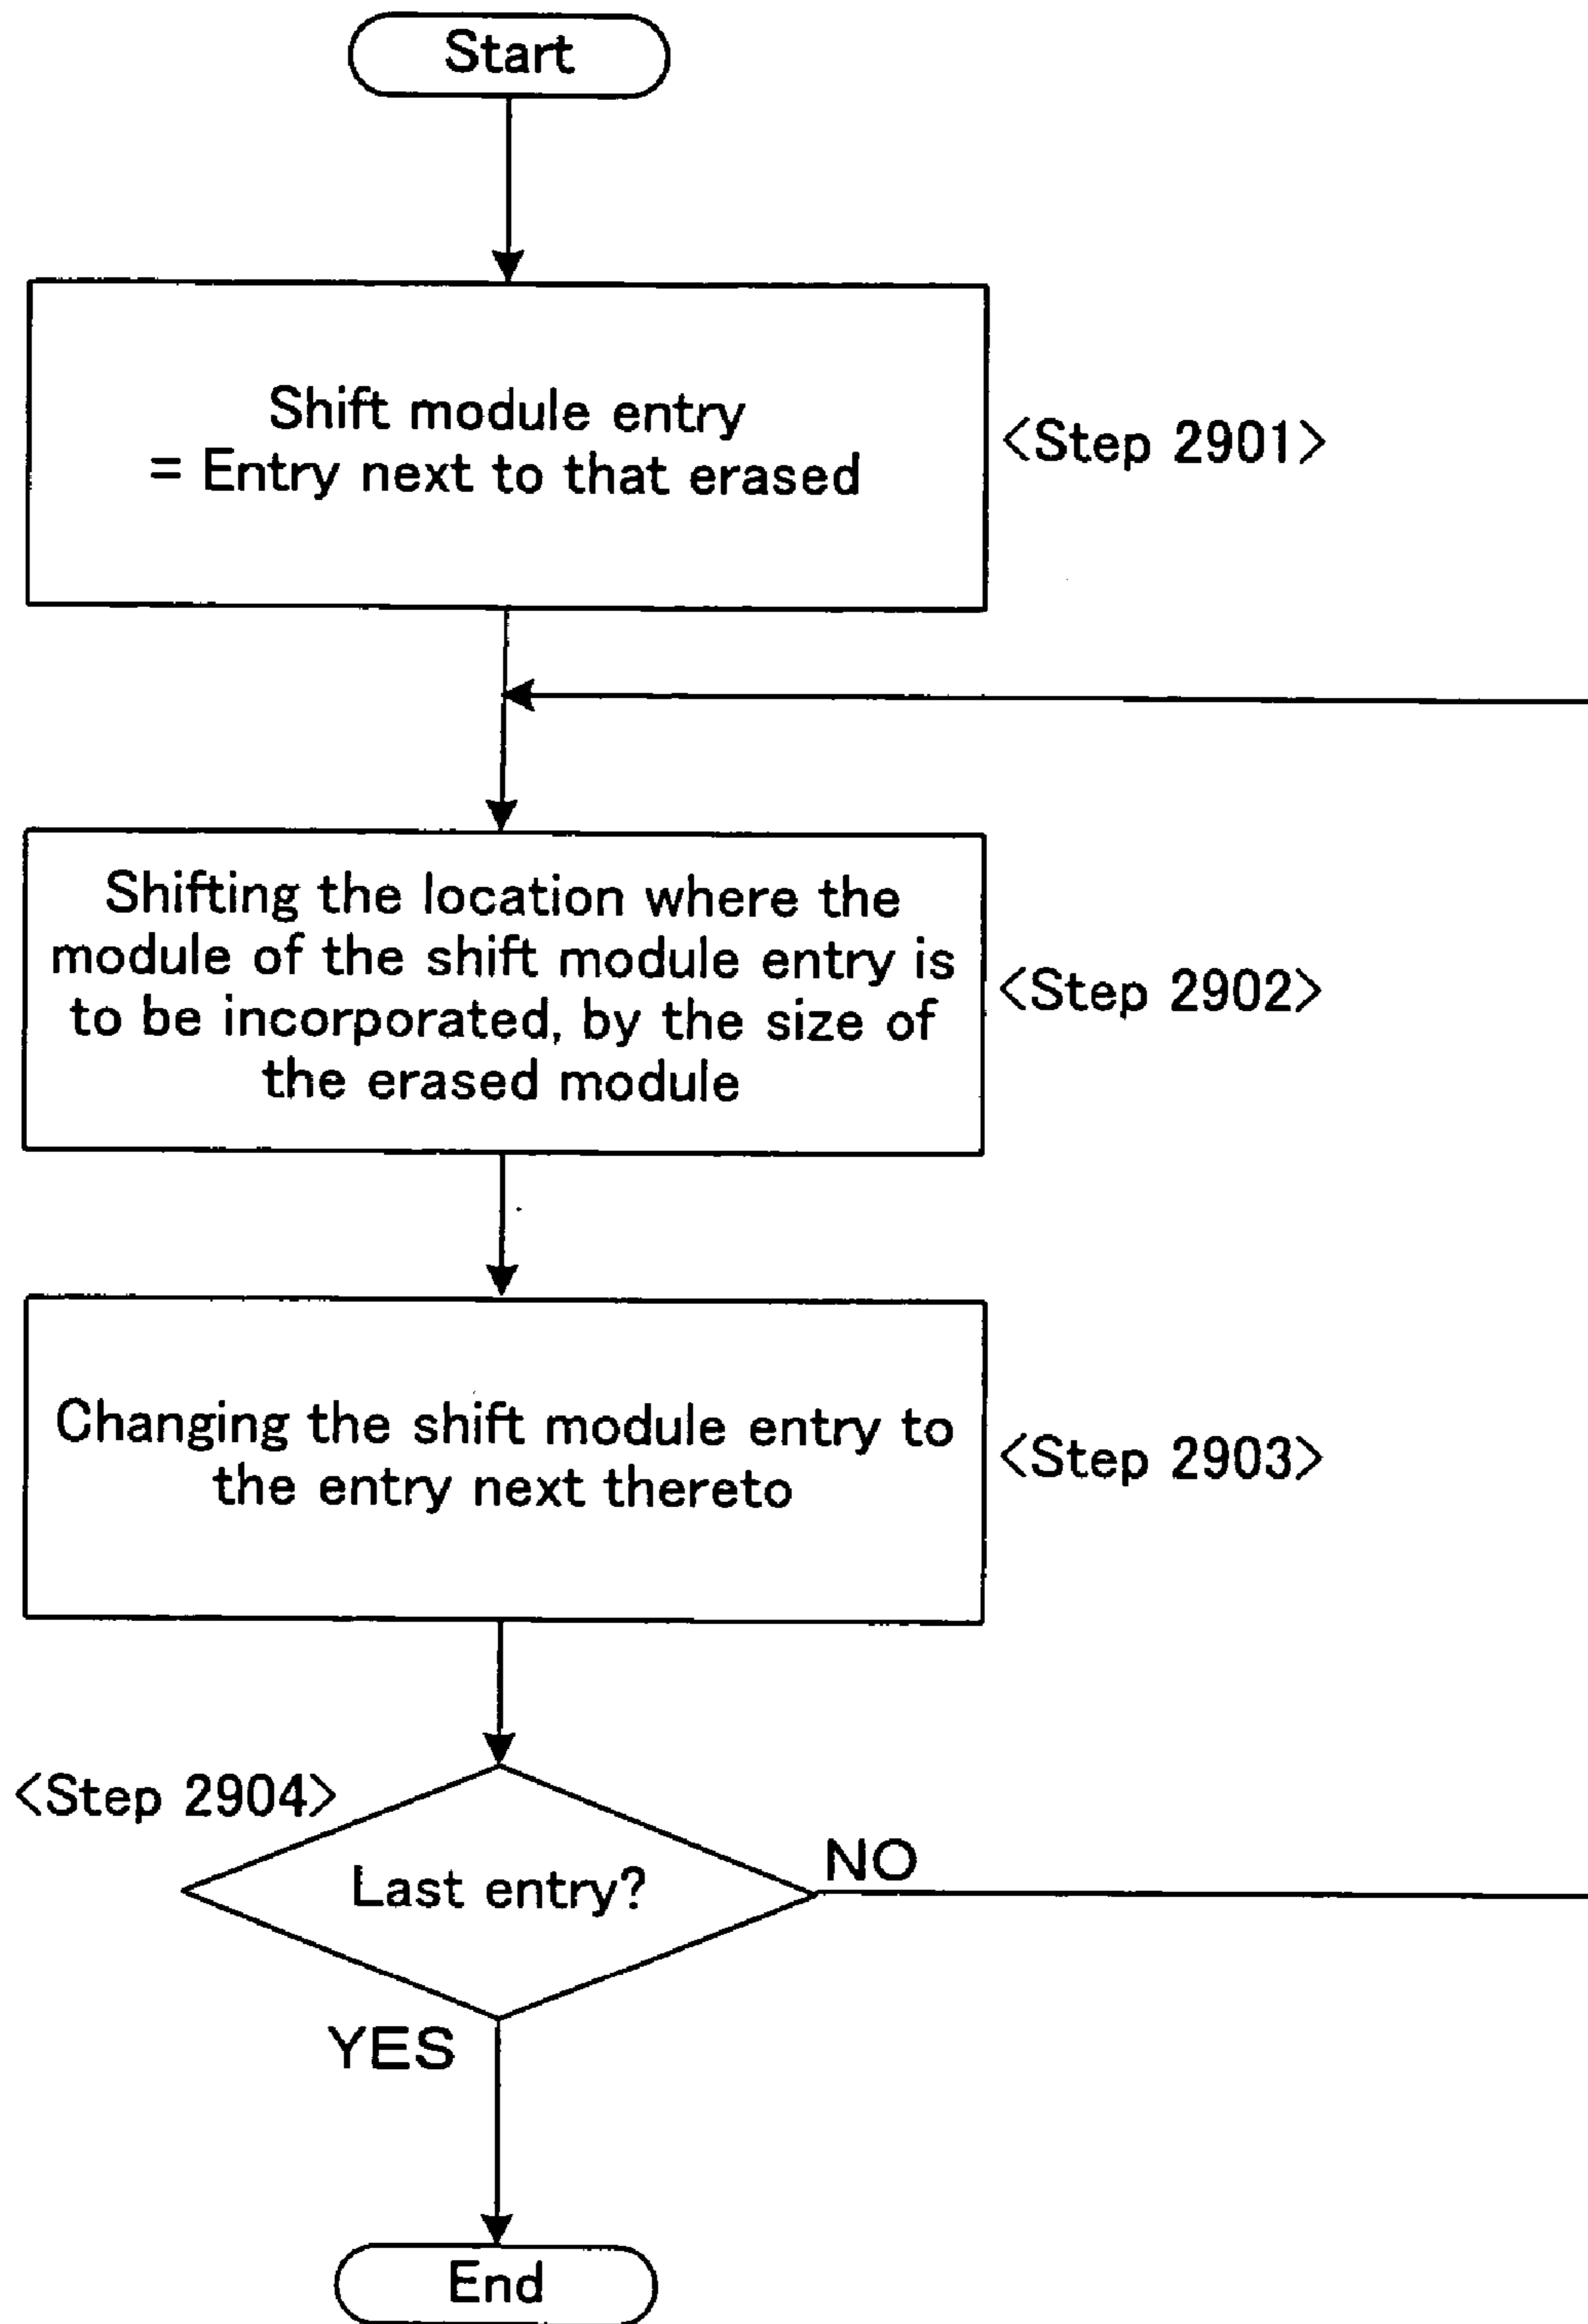 Start
Shift module entry
= Entry next to that erased
<Step 2901>
Shifting the location where the
module of the shift module entry is
to be incorporated, by the size of
the erased module
<Step 2902>
Changing the shift module entry to
the entry next thereto
<Step 2903>
<Step 2904>
Last entry?
NO
YES
End